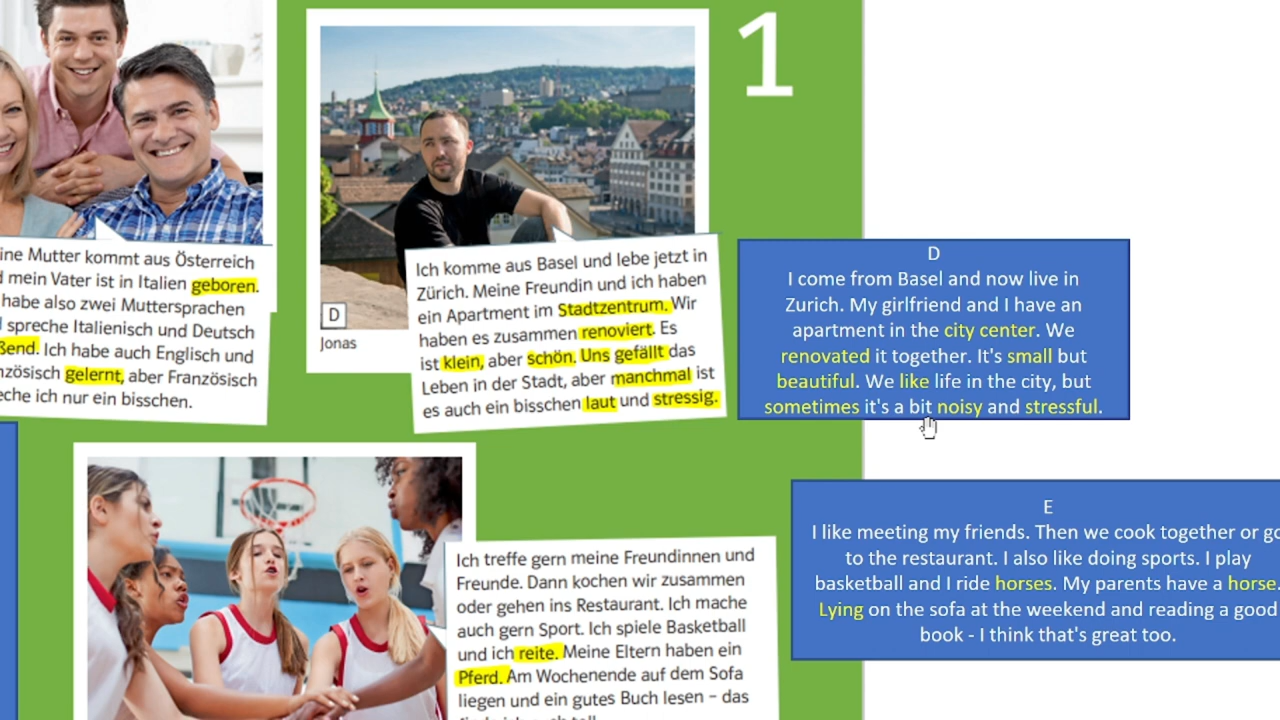 1
ine Mutter kommt aus Österreich
d mein Vater ist in Italien geboren.
habe also zwei Muttersprachen
d spreche Italienisch und Deutsch
ßend. Ich habe auch Englisch und
nzösisch gelernt, aber Französisch
eche ich nur ein bisschen.
D
Jonas
Ich komme aus Basel und lebe jetzt in
Zürich. Meine Freundin und ich haben
ein Apartment im Stadtzentrum. Wir
haben es zusammen renoviert. Es
ist klein, aber schön. Uns gefällt das
Leben in der Stadt, aber manchmal ist
es auch ein bisschen laut und stressig.
D
I come from Basel and now live in
Zurich. My girlfriend and I have an
apartment in the city center. We
renovated it together. It's small but
beautiful. We like life in the city, but
sometimes it's a bit noisy and stressful.
Ich treffe gern meine Freundinnen und
Freunde. Dann kochen wir zusammen
oder gehen ins Restaurant. Ich mache
auch gern Sport. Ich spiele Basketball
und ich reite. Meine Eltern haben ein
Pferd. Am Wochenende auf dem Sofa
liegen und ein gutes Buch lesen – das
E
I like meeting my friends. Then we cook together or go
to the restaurant. I also like doing sports. I play
basketball and I ride horses. My parents have a horse.
Lying on the sofa at the weekend and reading a good
book - I think that's great too.